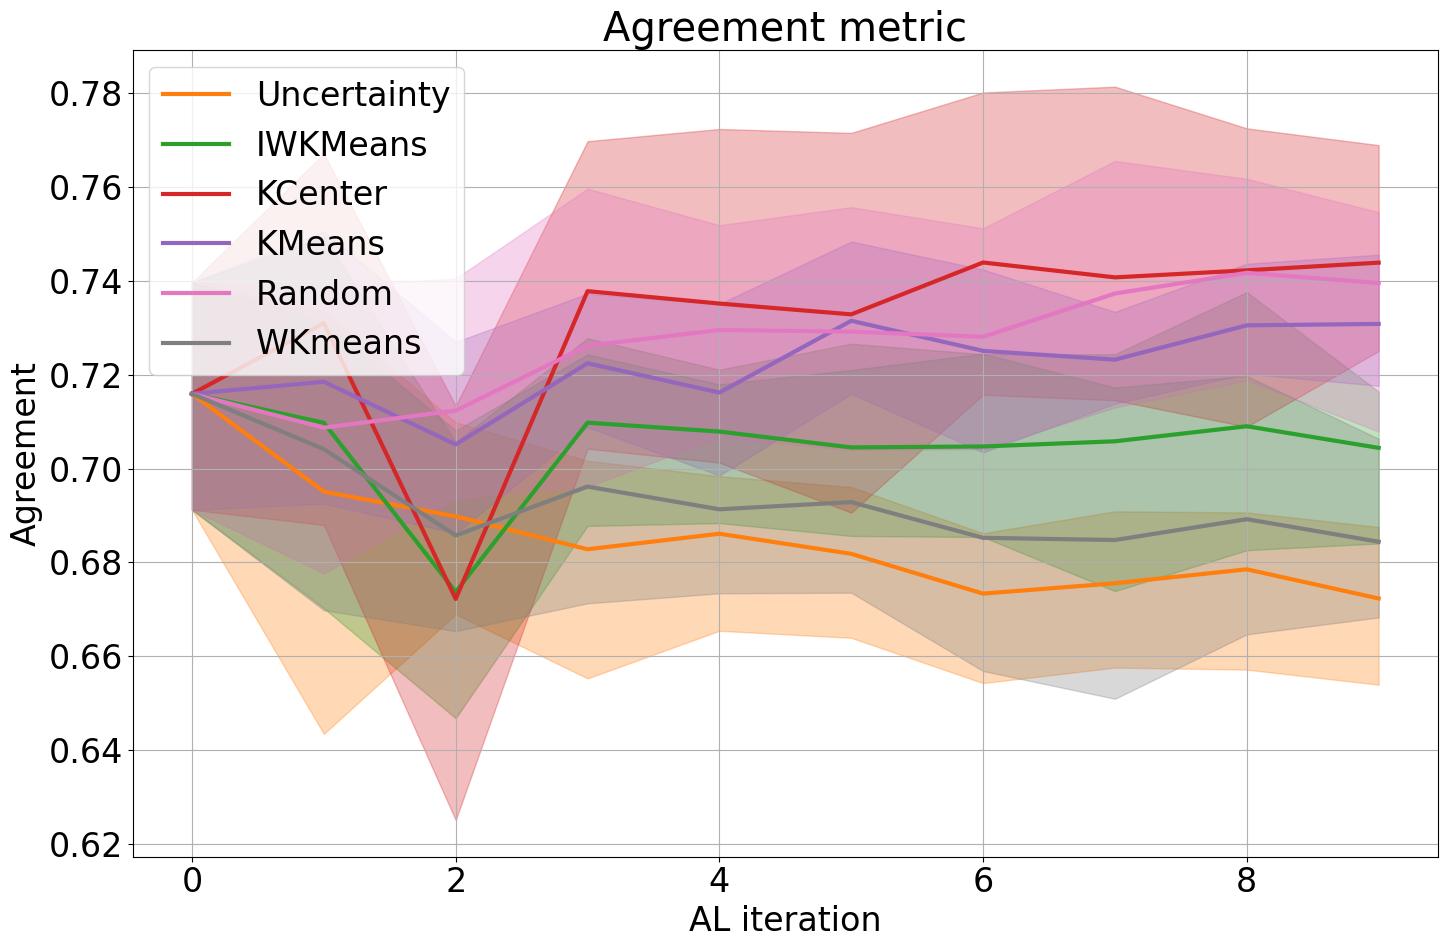 Agreement metric
Uncertainty
IWKMeans
KCenter
KMeans
Random
WKmeans
0.78
0.76
0.74
0.72
0.70
0.68
0.66
0.64
0.62
Agreement
0 2 4 6 8
AL iteration